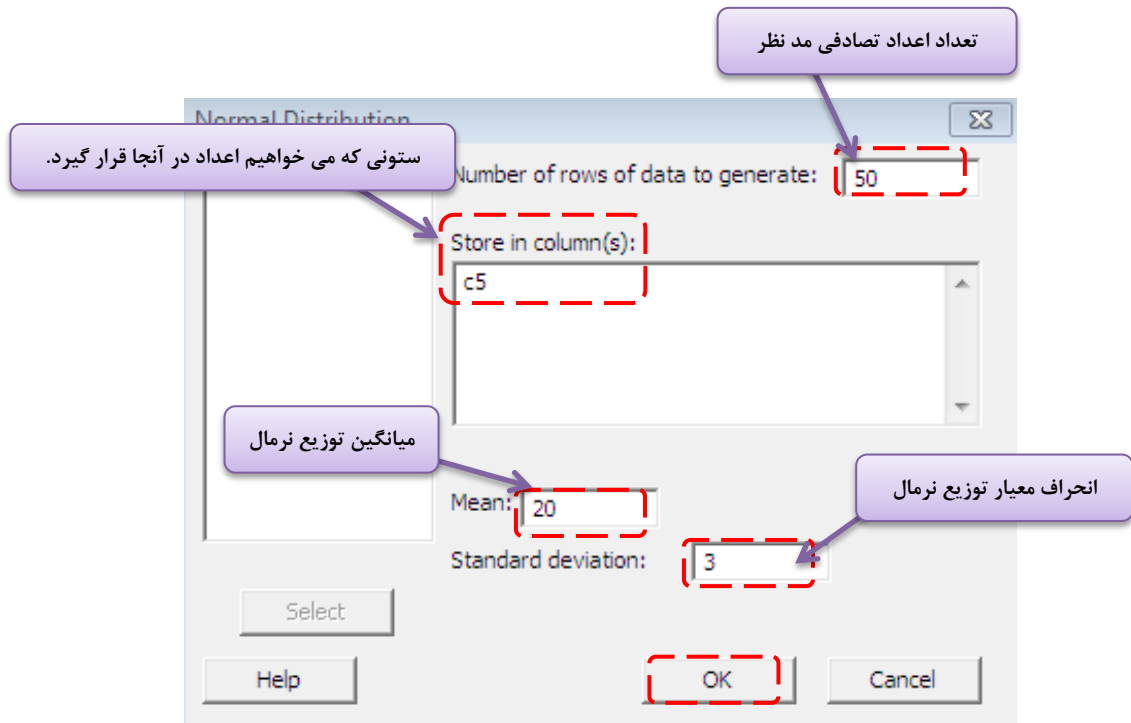 تعداد اعداد تصادفی مد نظر
Normal Distribution
ستونی که می خواهیم اعداد در آنجا قرار گیرد.
Number of rows of data to generate:
50
Store in column(s):
c5
میانگین توزیع نرمال
انحراف معیار توزیع نرمال
Mean: 20
Standard deviation: 3
Select
Help
OK
Cancel